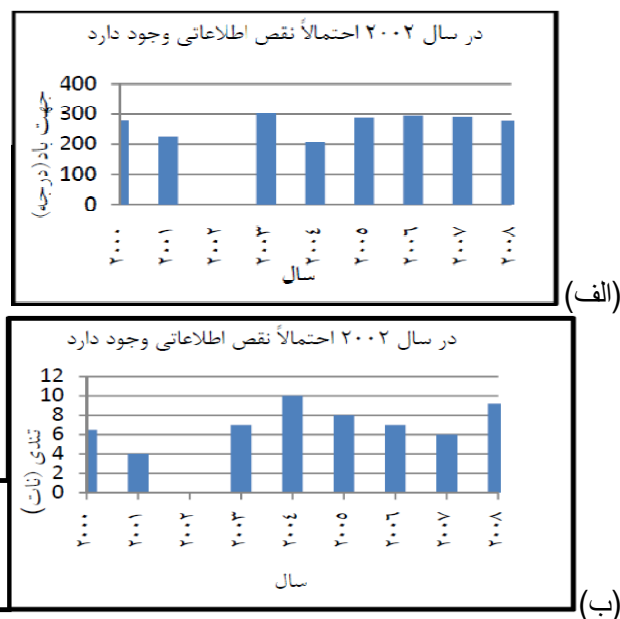 در سال ۲۰۰۲ احتمالاً نقص اطلاعاتی وجود دارد
جهت باد (درجه)
400
300
200
100
0
۲۰۰۰ ۲۰۰۱ ۲۰۰۲ ۲۰۰۳ ۲۰۰۴ ۲۰۰۵ ۲۰۰۶ ۲۰۰۷ ۲۰۰۸
سال
(الف)
در سال ۲۰۰۲ احتمالاً نقص اطلاعاتی وجود دارد
تندی (نات)
12
10
8
6
4
2
0
۲۰۰۰ ۲۰۰۱ ۲۰۰۲ ۲۰۰۳ ۲۰۰۴ ۲۰۰۵ ۲۰۰۶ ۲۰۰۷ ۲۰۰۸
سال
(ب)